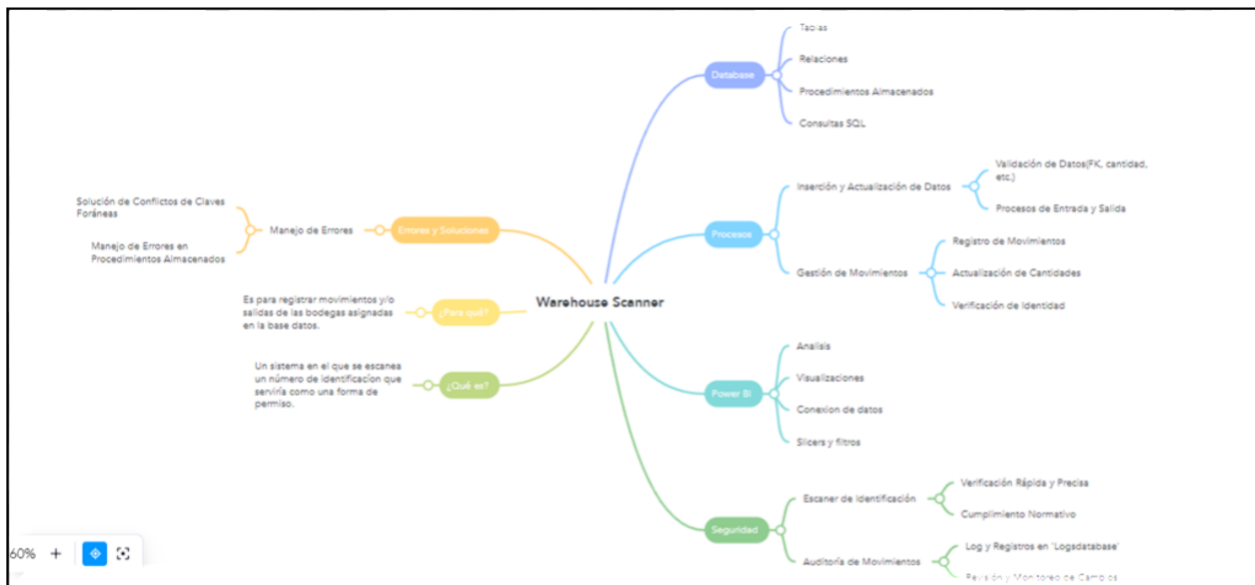 Tablas
Relaciones
Database
Procedimientos Almacenados
Consultas SQL
Validación de Datos(FK, cantidad,
etc.)
Inserción y Actualización de Datos
Procesos de Entrada y Salida
Procesos
Registro de Movimientos
Gestión de Movimientos
Actualización de Cantidades
Verificación de Identidad
Solución de Conflictos de Claves
Foráneas
Manejo de Errores
Errores y Soluciones
Manejo de Errores en
Procedimientos Almacenados
Es para registrar movimientos y/o
salidas de las bodegas asignadas
en la base datos.
¿Para qué?
Warehouse Scanner
Un sistema en el que se escanea
un número de identificacion que
serviría como una forma de
permiso.
¿Qué es?
Analisis
Visualizaciones
Power Bi
Conexion de datos
Slicers y filtros
Verificación Rápida y Precisa
Escaner de Identificación
Cumplimiento Normativo
Seguridad
Log y Registros en 'Logsdatabase'
Auditoría de Movimientos
Revisión y Monitoreo de Cambios
60%